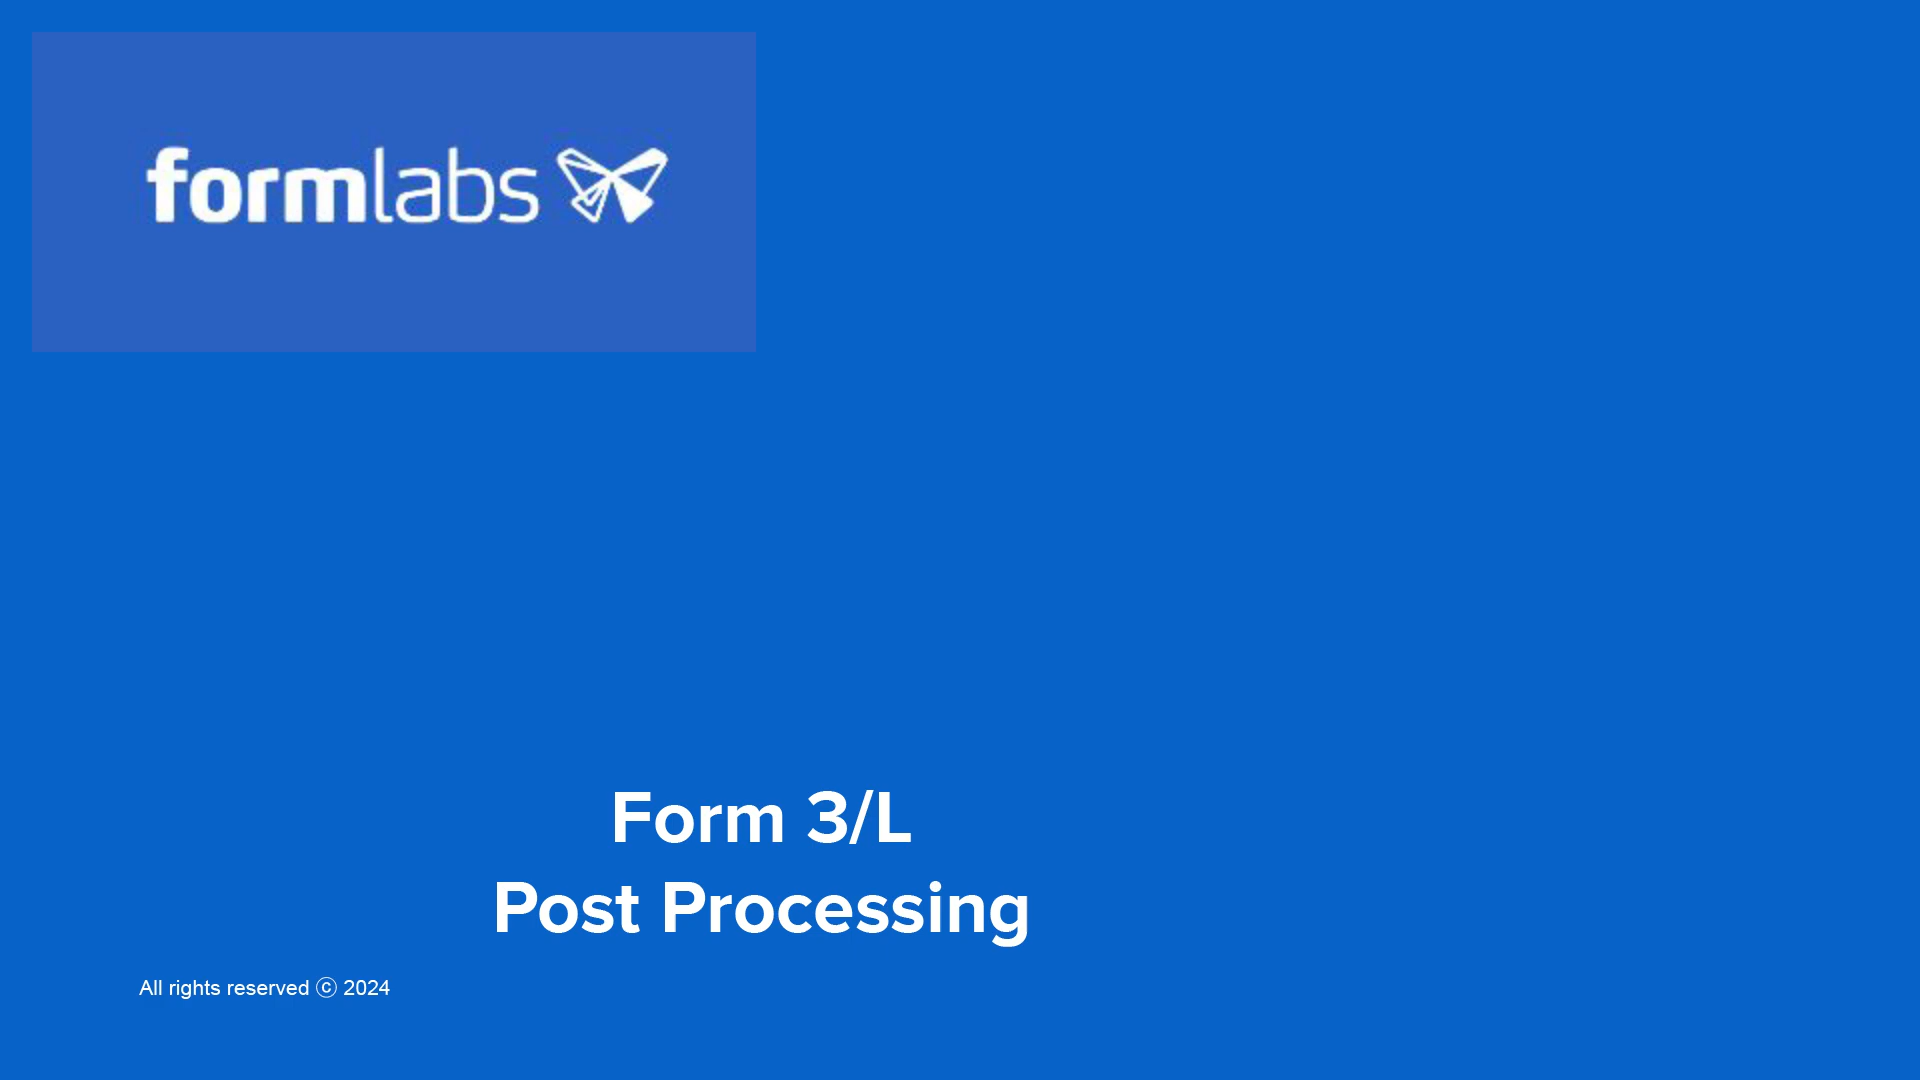 formlabs
Form 3/L
Post Processing
All rights reserved ⓒ 2024